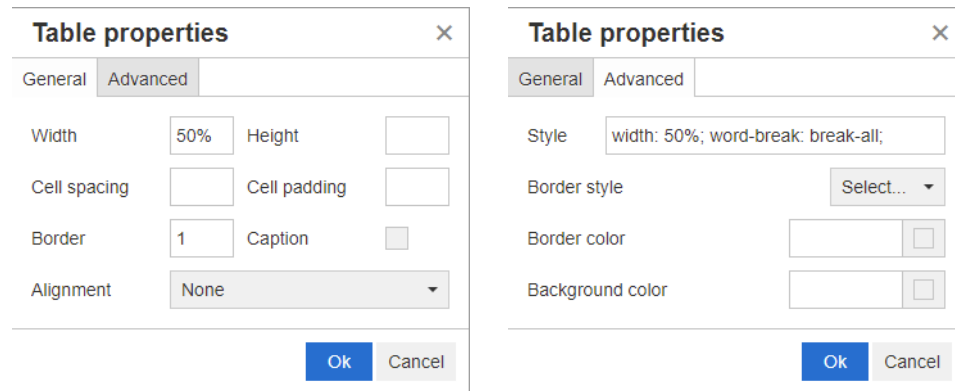 Table properties ×
General Advanced
Width 50% Height
Cell spacing Cell padding
Border 1 Caption
Alignment None
Ok Cancel
Table properties ×
General Advanced
Style width: 50%; word-break: break-all;
Border style Select...
Border color
Background color
Ok Cancel